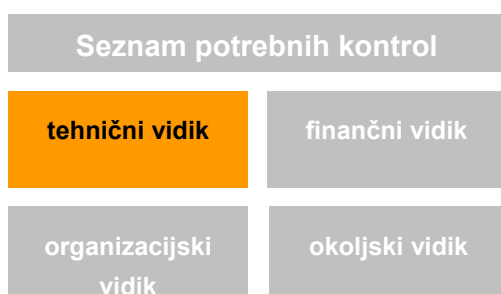 Seznam potrebnih kontrol
tehnični vidik
finančni vidik
organizacijski
vidik
okoljski vidik